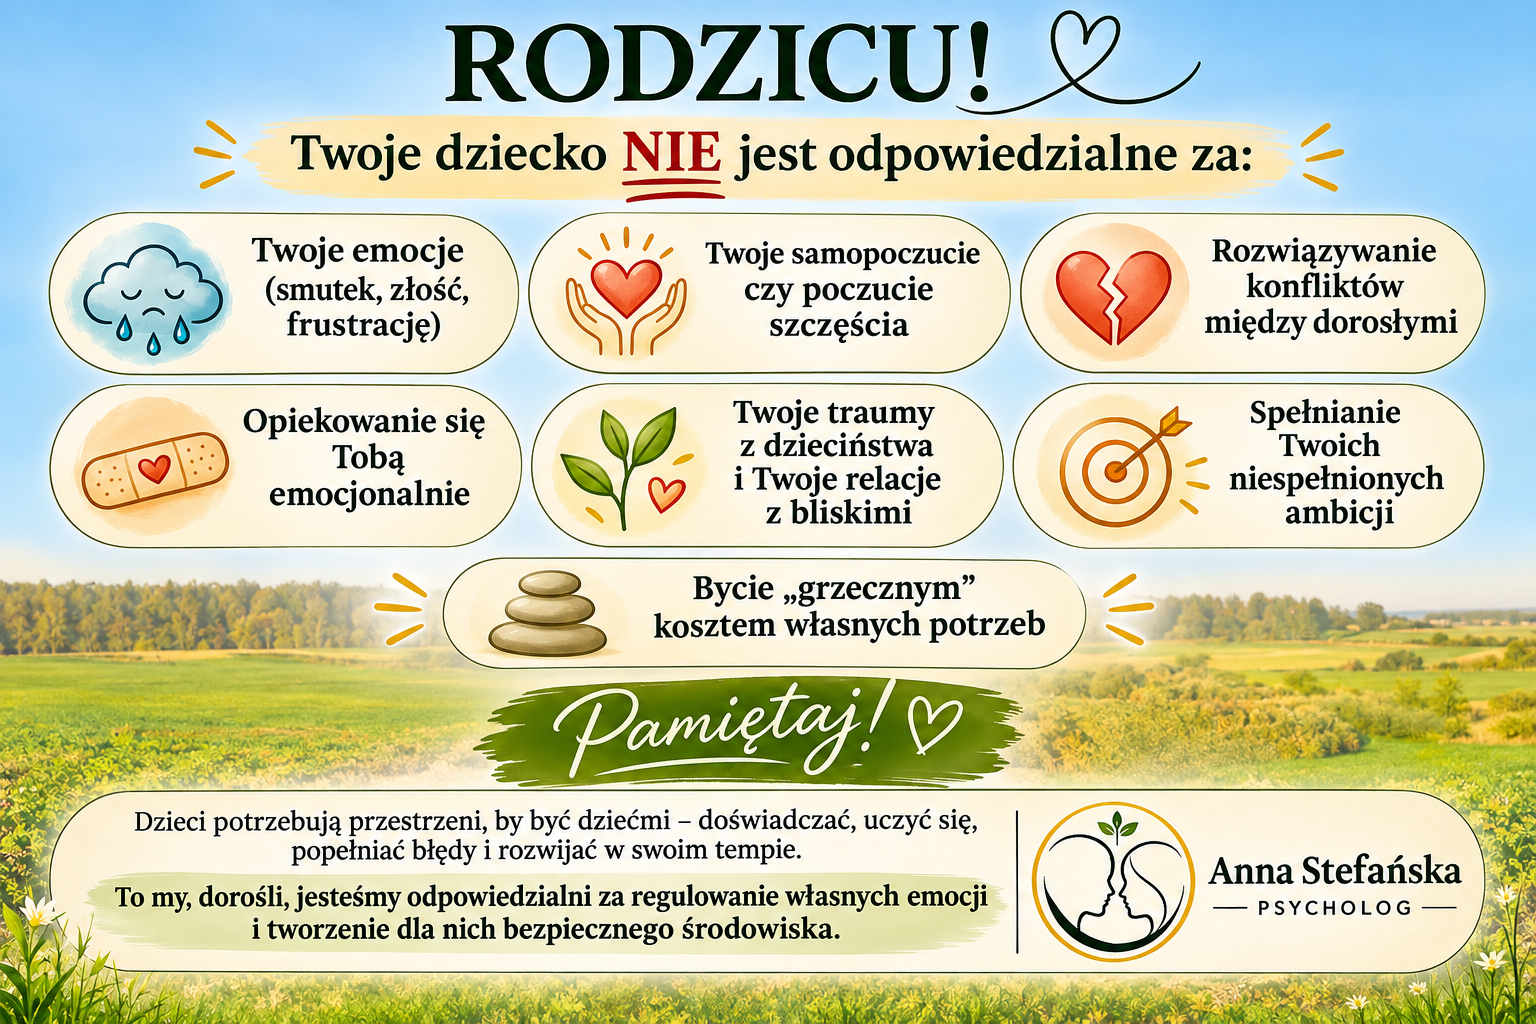 RODZICU!
Twoje dziecko NIE jest odpowiedzialne za:
Twoje emocje
(smutek, złość,
frustrację)
Twoje samopoczucie
czy poczucie
szczęścia
Rozwiązywanie
konfliktów
między dorosłymi
Opiekowanie się
Tobą
emocjonalnie
Twoje traumy
z dzieciństwa
i Twoje relacje
z bliskimi
Spełnianie
Twoich
niespełnionych
ambicji
Bycie „grzecznym”
kosztem własnych potrzeb
Pamiętaj!
Dzieci potrzebują przestrzeni, by być dziećmi – doświadczać, uczyć się,
popełniać błędy i rozwijać w swoim tempie.
To my, dorośli, jesteśmy odpowiedzialni za regulowanie własnych emocji
i tworzenie dla nich bezpiecznego środowiska.
Anna Stefańska
PSYCHOLOG